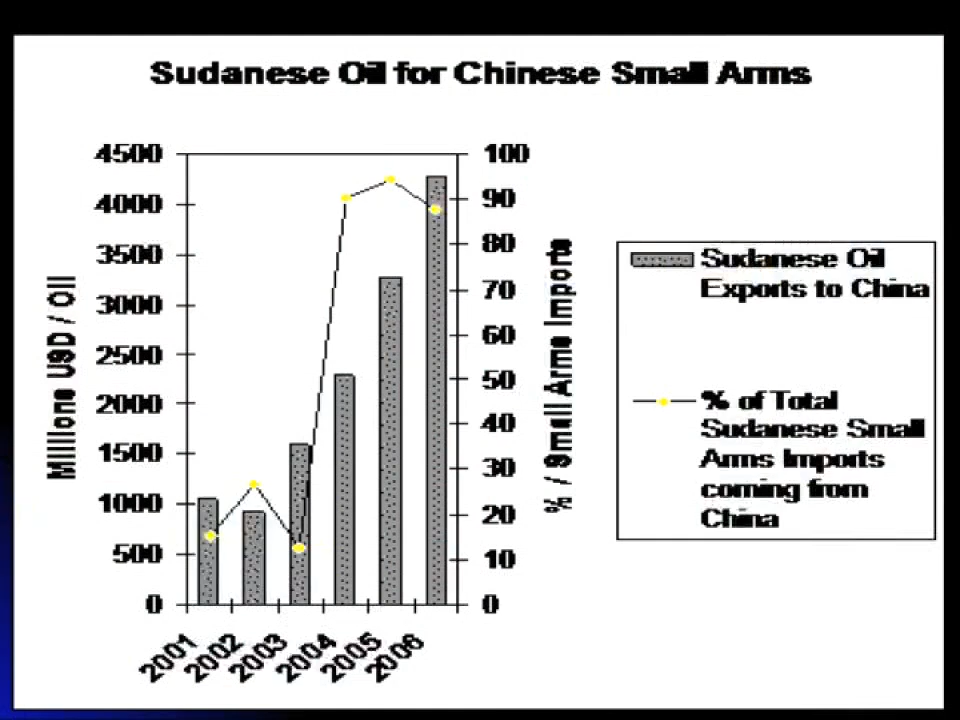 Sudanese Oil for Chinese Small Arms
4500
4000
3500
3000
2500
2000
1500
1000
500
0
Millions USD / Oil
100
90
80
70
60
50
40
30
20
10
0
% / Small Arms Imports
2001
2002
2003
2004
2005
2006
Sudanese Oil
Exports to China
% of Total
Sudanese Small
Arms Imports
coming from
China